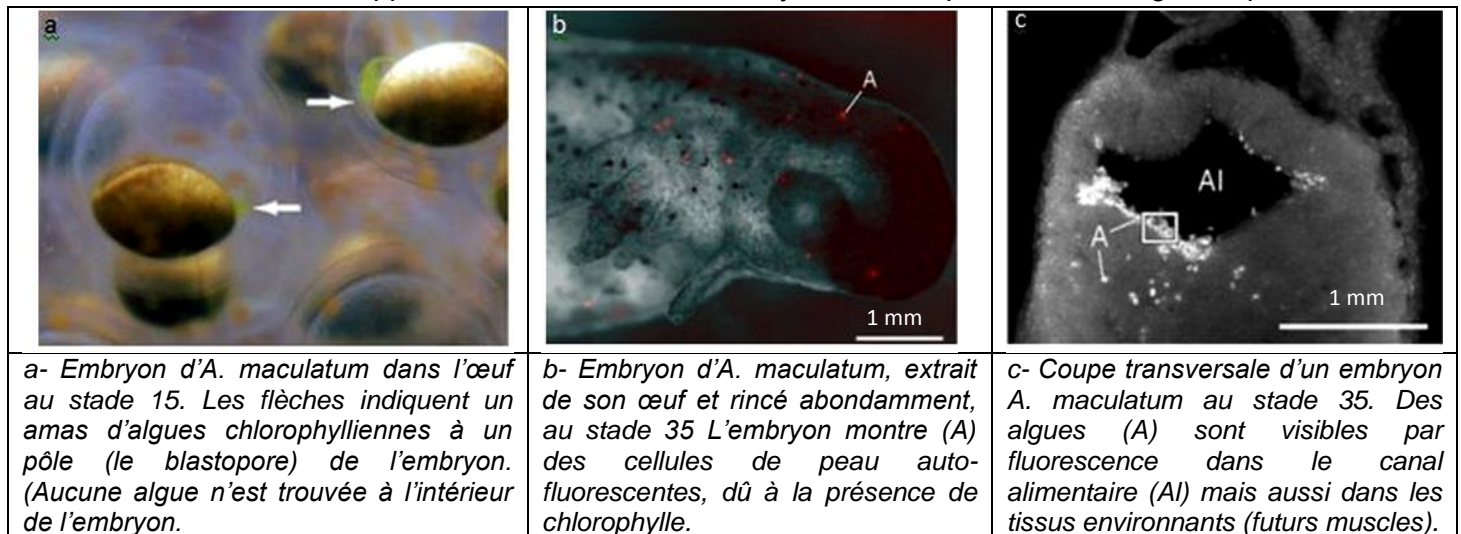 a
b
A
c
AI
A
1 mm
1 mm
a- Embryon d'A. maculatum dans l'œuf
au stade 15. Les flèches indiquent un
amas d'algues chlorophylliennes à un
pôle (le blastopore) de l'embryon.
(Aucune algue n'est trouvée à l'intérieur
de l'embryon.
b- Embryon d'A. maculatum, extrait
de son œuf et rincé abondamment,
au stade 35 L'embryon montre (A)
des cellules de peau auto-
fluorescentes, dû à la présence de
chlorophylle.
c- Coupe transversale d'un embryon
A. maculatum au stade 35. Des
algues (A) sont visibles par
fluorescence dans le canal
alimentaire (AI) mais aussi dans les
tissus environnants (futurs muscles).